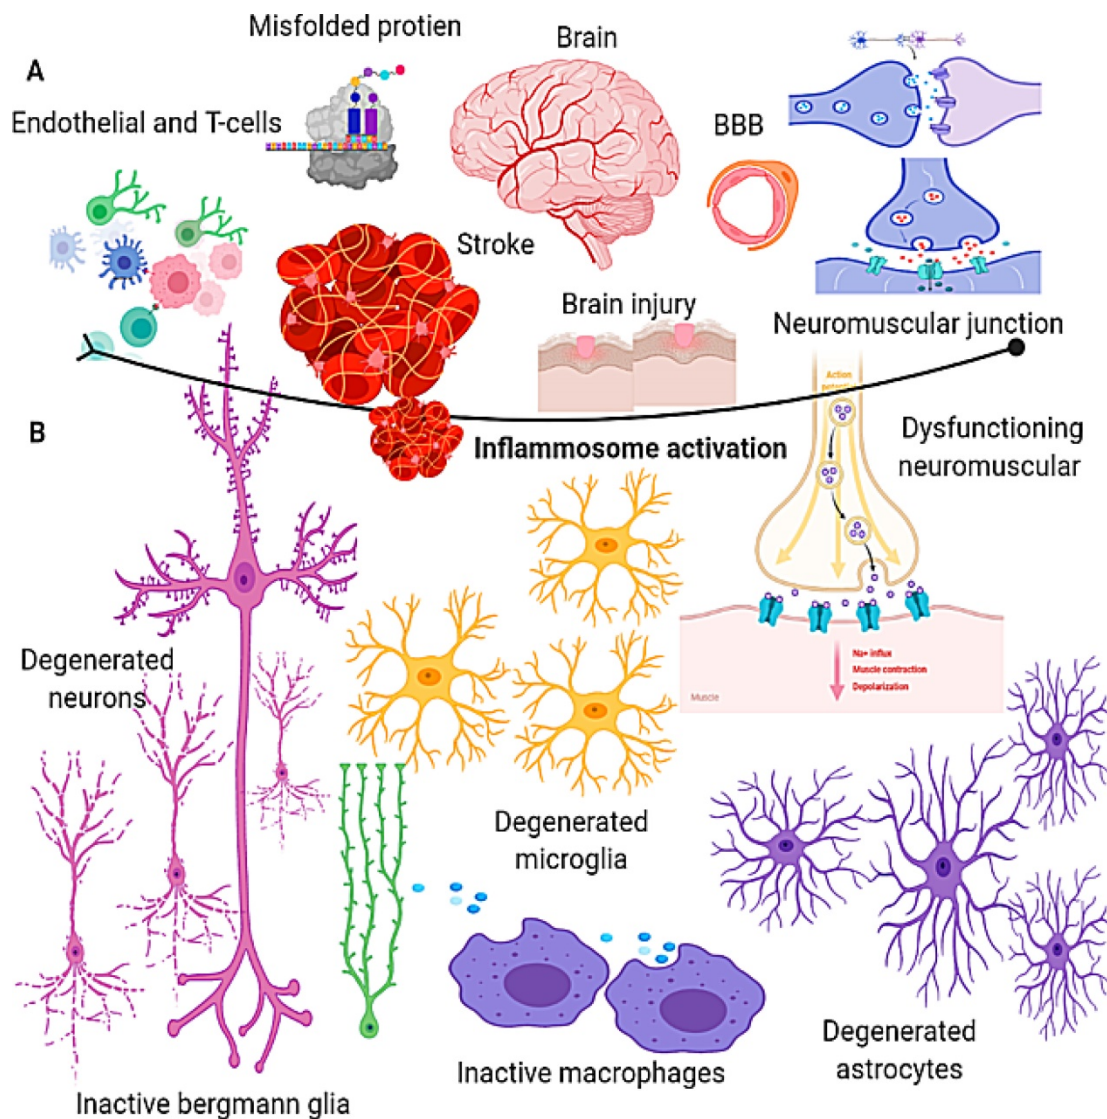 Misfolded protien
Brain
A
Endothelial and T-cells
BBB
Stroke
Brain injury
Neuromuscular junction
B
Inflammosome activation
Action
Dysfunctioning
neuromuscular
Degenerated
neurons
Na+ influx
Muscle contraction
Depolarization
Muscle
Degenerated
microglia
Degenerated
astrocytes
Inactive macrophages
Inactive bergmann glia